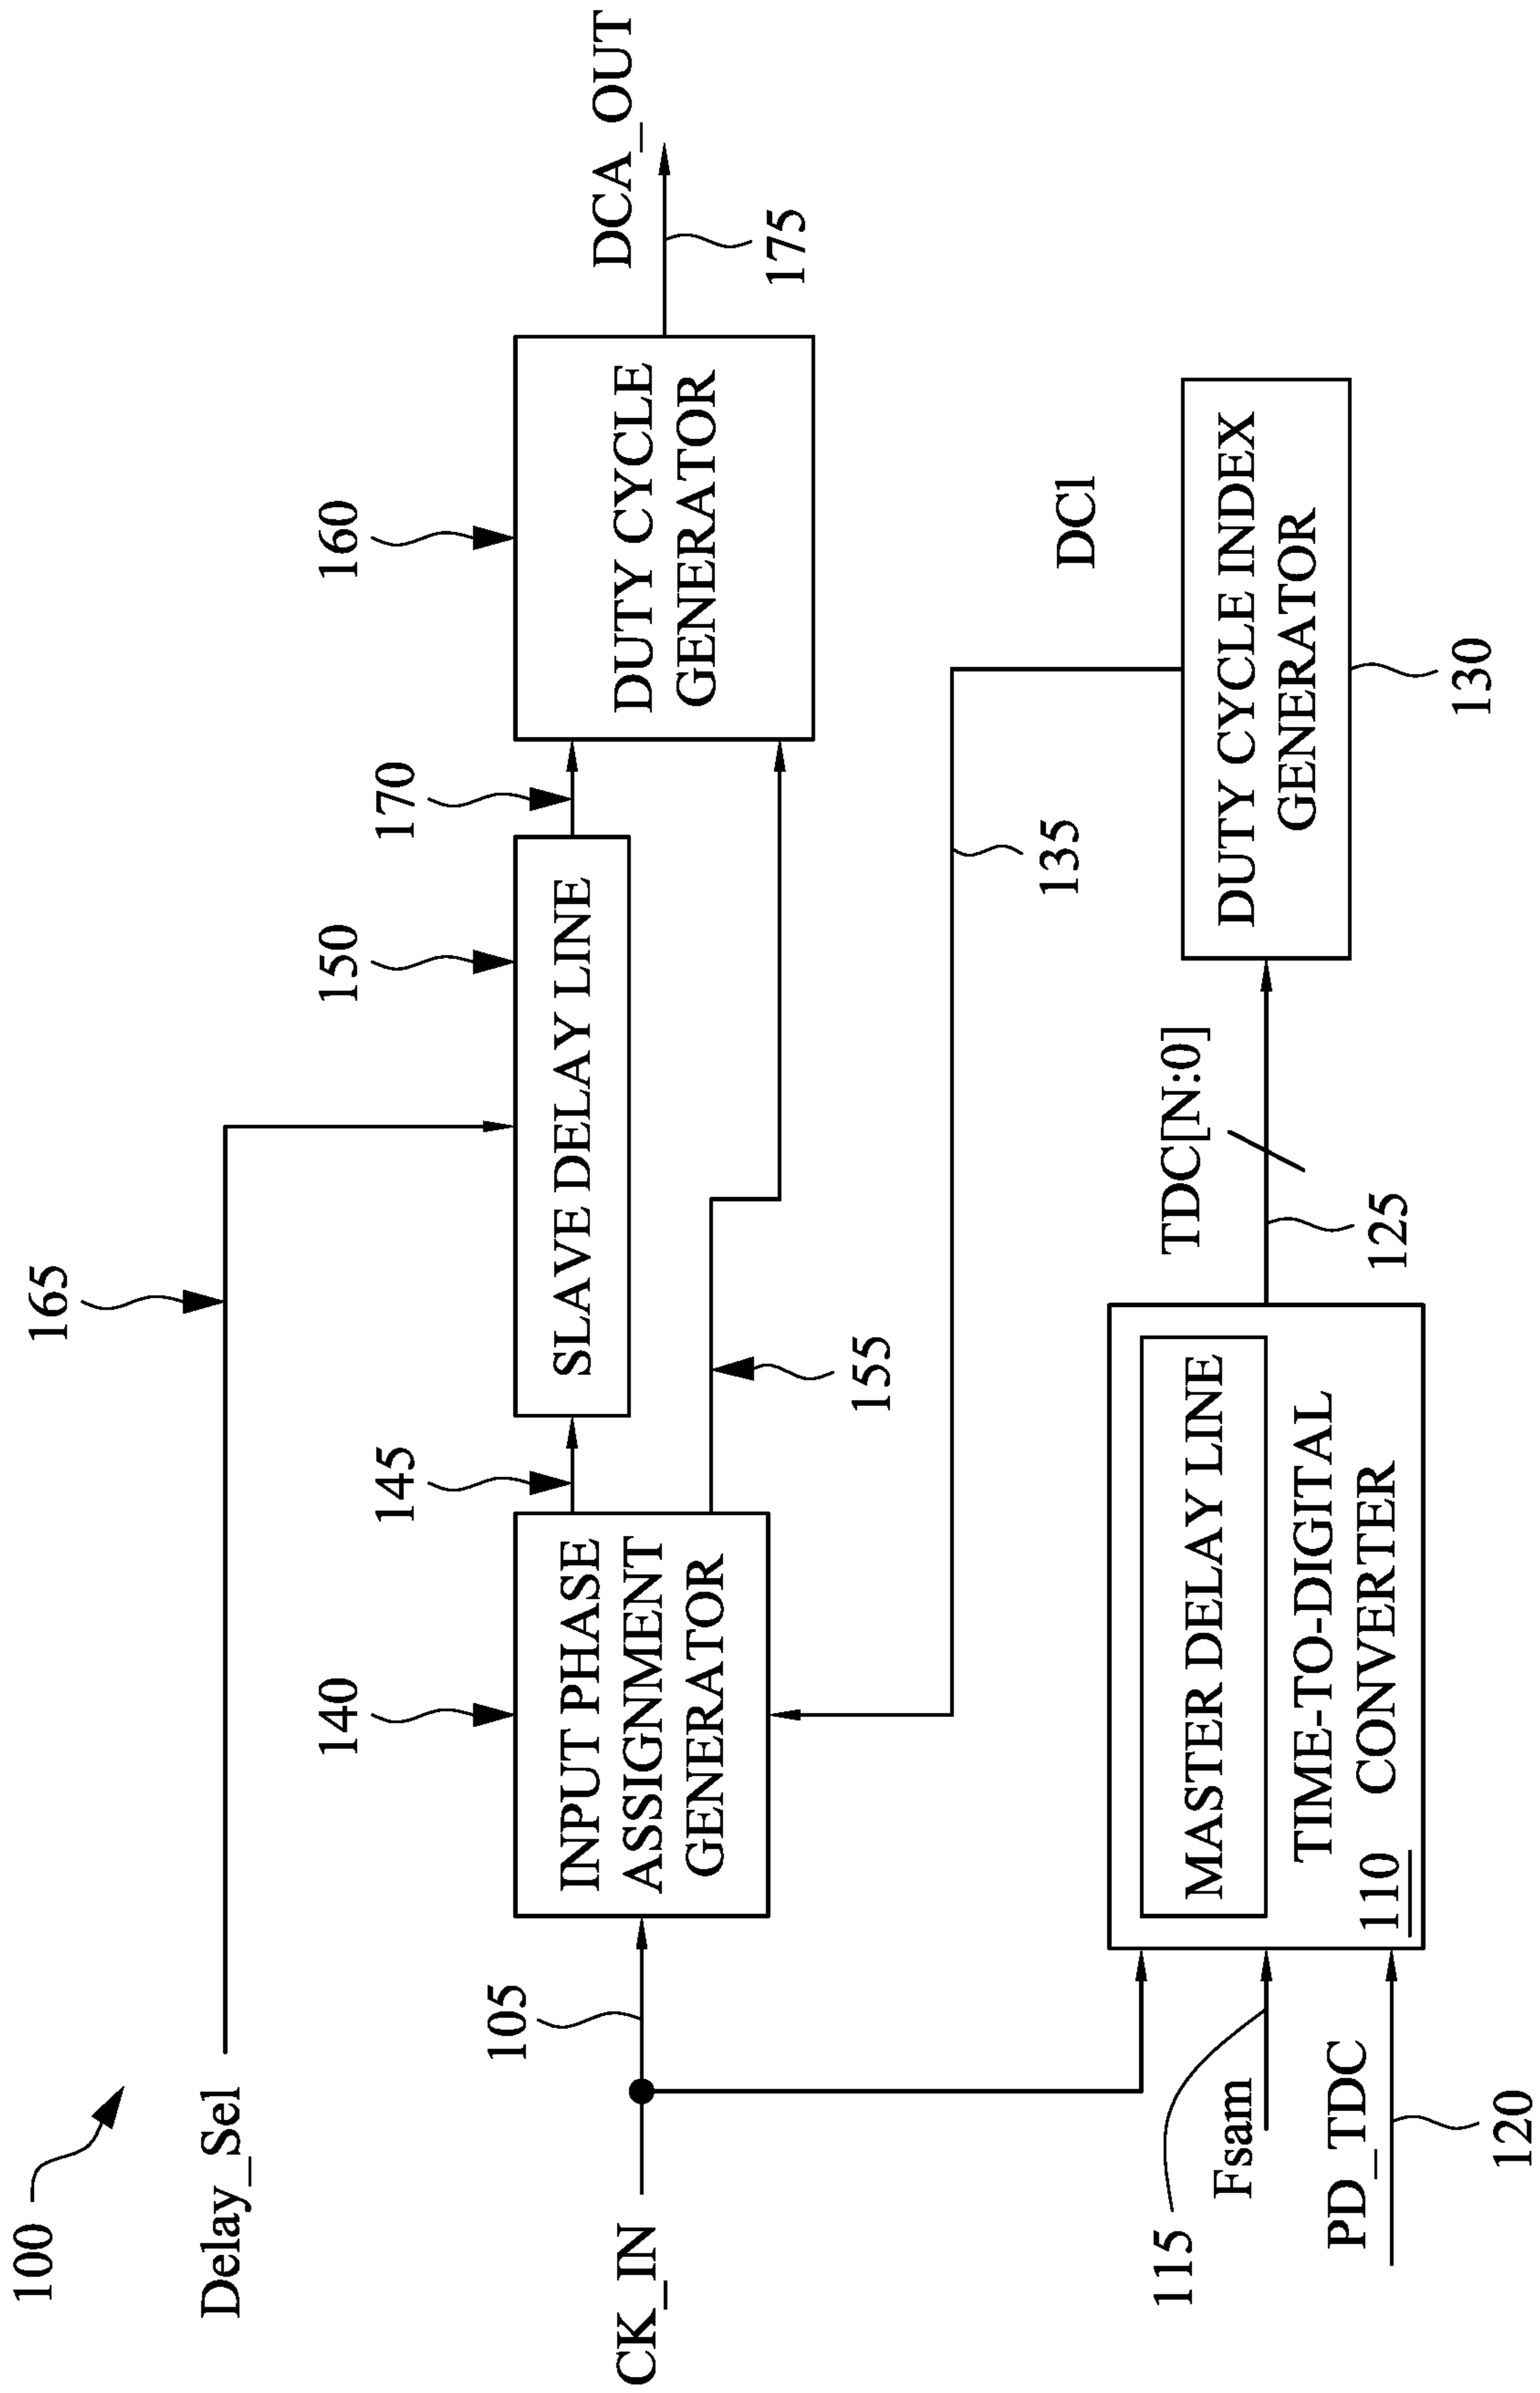 100
165
Delay_Sel
140
145
150
170
160
105
CK_IN
INPUT PHASE
ASSIGNMENT
GENERATOR
SLAVE DELAY LINE
DUTY CYCLE
GENERATOR
DCA_OUT
175
155
135
DCl
115
Fsam
PD_TDC
120
MASTER DELAY LINE
TIME-TO-DIGITAL
CONVERTER
110
TDC[N:0]
125
DUTY CYCLE INDEX
GENERATOR
130